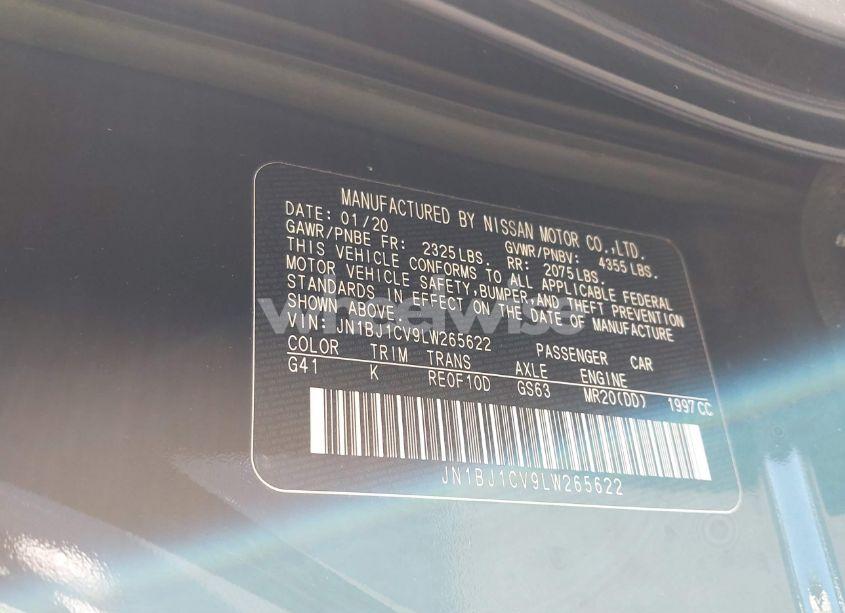 MANUFACTURED BY NISSAN MOTOR CO.,LTD.
DATE: 01/20 GVWR/PNBV: 4355 LBS.
GAWR/PNBE FR: 2325LBS. RR: 2075LBS.
THIS VEHICLE CONFORMS TO ALL APPLICABLE FEDERAL
MOTOR VEHICLE SAFETY,BUMPER,AND THEFT PREVENTION
STANDARDS IN EFFECT ON THE DATE OF MANUFACTURE
SHOWN ABOVE.
wheelwise
VIN: JN1BJ1CV9LW265622 PASSENGER CAR
COLOR TRIM TRANS AXLE ENGINE
G41 K RE0F10D GS63 MR20(DD) 1997CC
JN1BJ1CV9LW265622